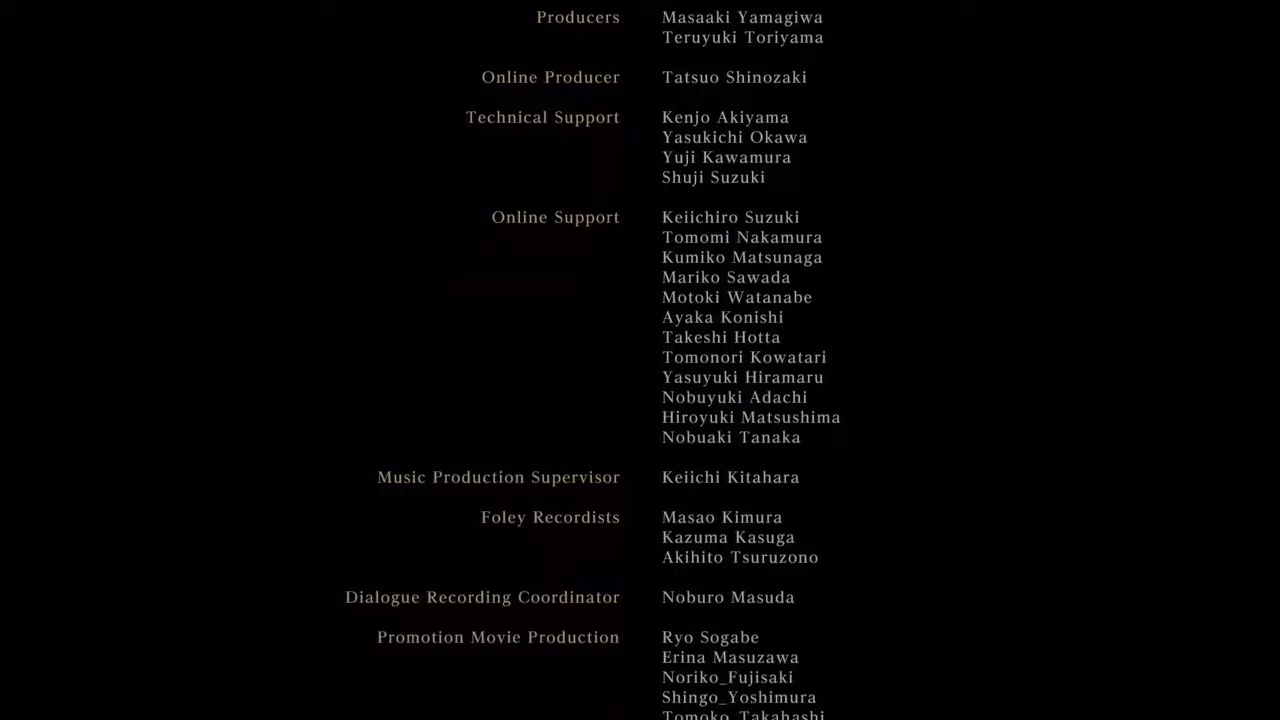 Producers Masaaki Yamagiwa
Teruyuki Toriyama
Online Producer Tatsuo Shinozaki
Technical Support Kenjo Akiyama
Yasukichi Okawa
Yuji Kawamura
Shuji Suzuki
Online Support Keiichiro Suzuki
Tomomi Nakamura
Kumiko Matsunaga
Mariko Sawada
Motoki Watanabe
Ayaka Konishi
Takeshi Hotta
Tomonori Kowatari
Yasuyuki Hiramaru
Nobuyuki Adachi
Hiroyuki Matsushima
Nobuaki Tanaka
Music Production Supervisor Keiichi Kitahara
Foley Recordists Masao Kimura
Kazuma Kasuga
Akihito Tsuruzono
Dialogue Recording Coordinator Noburo Masuda
Promotion Movie Production Ryo Sogabe
Erina Masuzawa
Noriko_Fujisaki
Shingo_Yoshimura
Tomoko_Takahashi